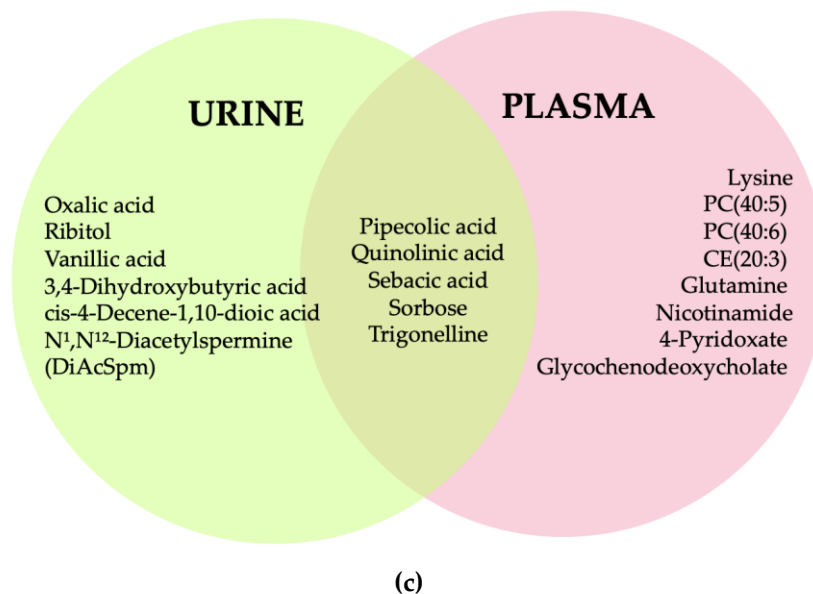 URINE
Oxalic acid
Ribitol
Vanillic acid
3,4-Dihydroxybutyric acid
cis-4-Decene-1,10-dioic acid
N¹,N¹²-Diacetylspermine
(DiAcSpm)
Pipecolic acid
Quinolinic acid
Sebacic acid
Sorbose
Trigonelline
PLASMA
Lysine
PC(40:5)
PC(40:6)
CE(20:3)
Glutamine
Nicotinamide
4-Pyridoxate
Glycochenodeoxycholate
(c)